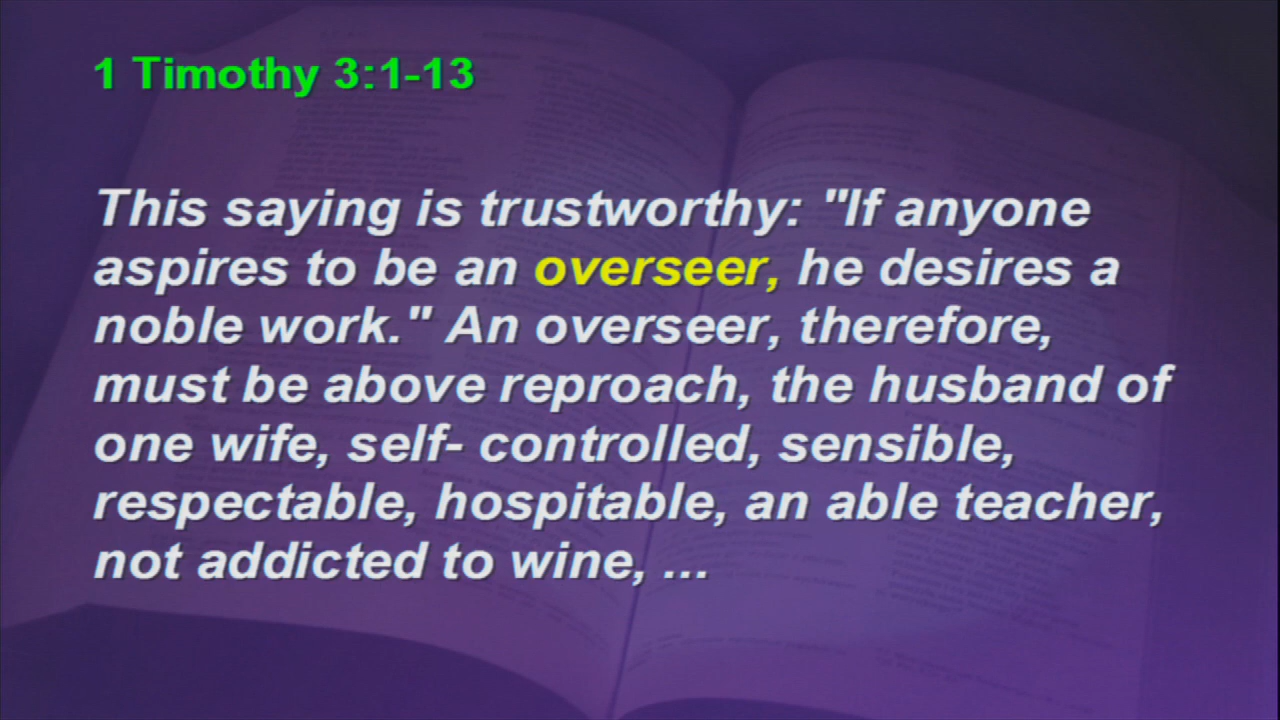 1 Timothy 3:1-13
This saying is trustworthy: "If anyone
aspires to be an overseer, he desires a
noble work." An overseer, therefore,
must be above reproach, the husband of
one wife, self- controlled, sensible,
respectable, hospitable, an able teacher,
not addicted to wine, ...